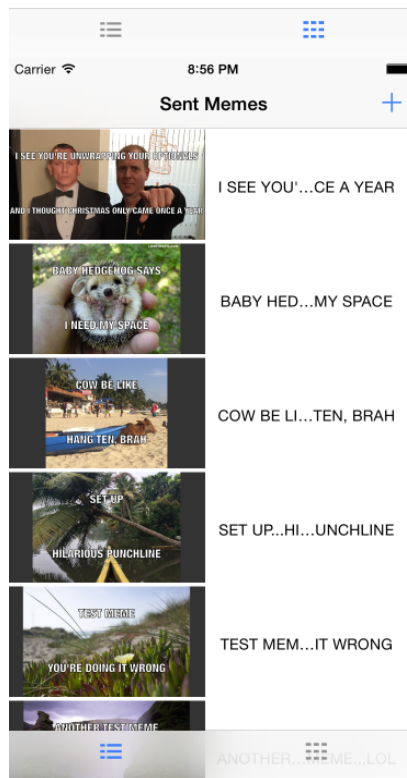 Carrier 8:56 PM
Sent Memes +
I SEE YOU'RE UNWRAPPING YOUR OPTIONALS
AND I THOUGHT CHRISTMAS ONLY CAME ONCE A YEAR
I SEE YOU'...CE A YEAR
BABY HEDGEHOG SAYS
I NEED MY SPACE
BABY HED...MY SPACE
COW BE LIKE
HANG TEN, BRAH
COW BE LI...TEN, BRAH
SET UP
HILARIOUS PUNCHLINE
SET UP...HI...UNCHLINE
TEST MEME
YOU'RE DOING IT WRONG
TEST MEM...IT WRONG
ANOTHER TEST MEME
ANOTHER...MEME...LOL